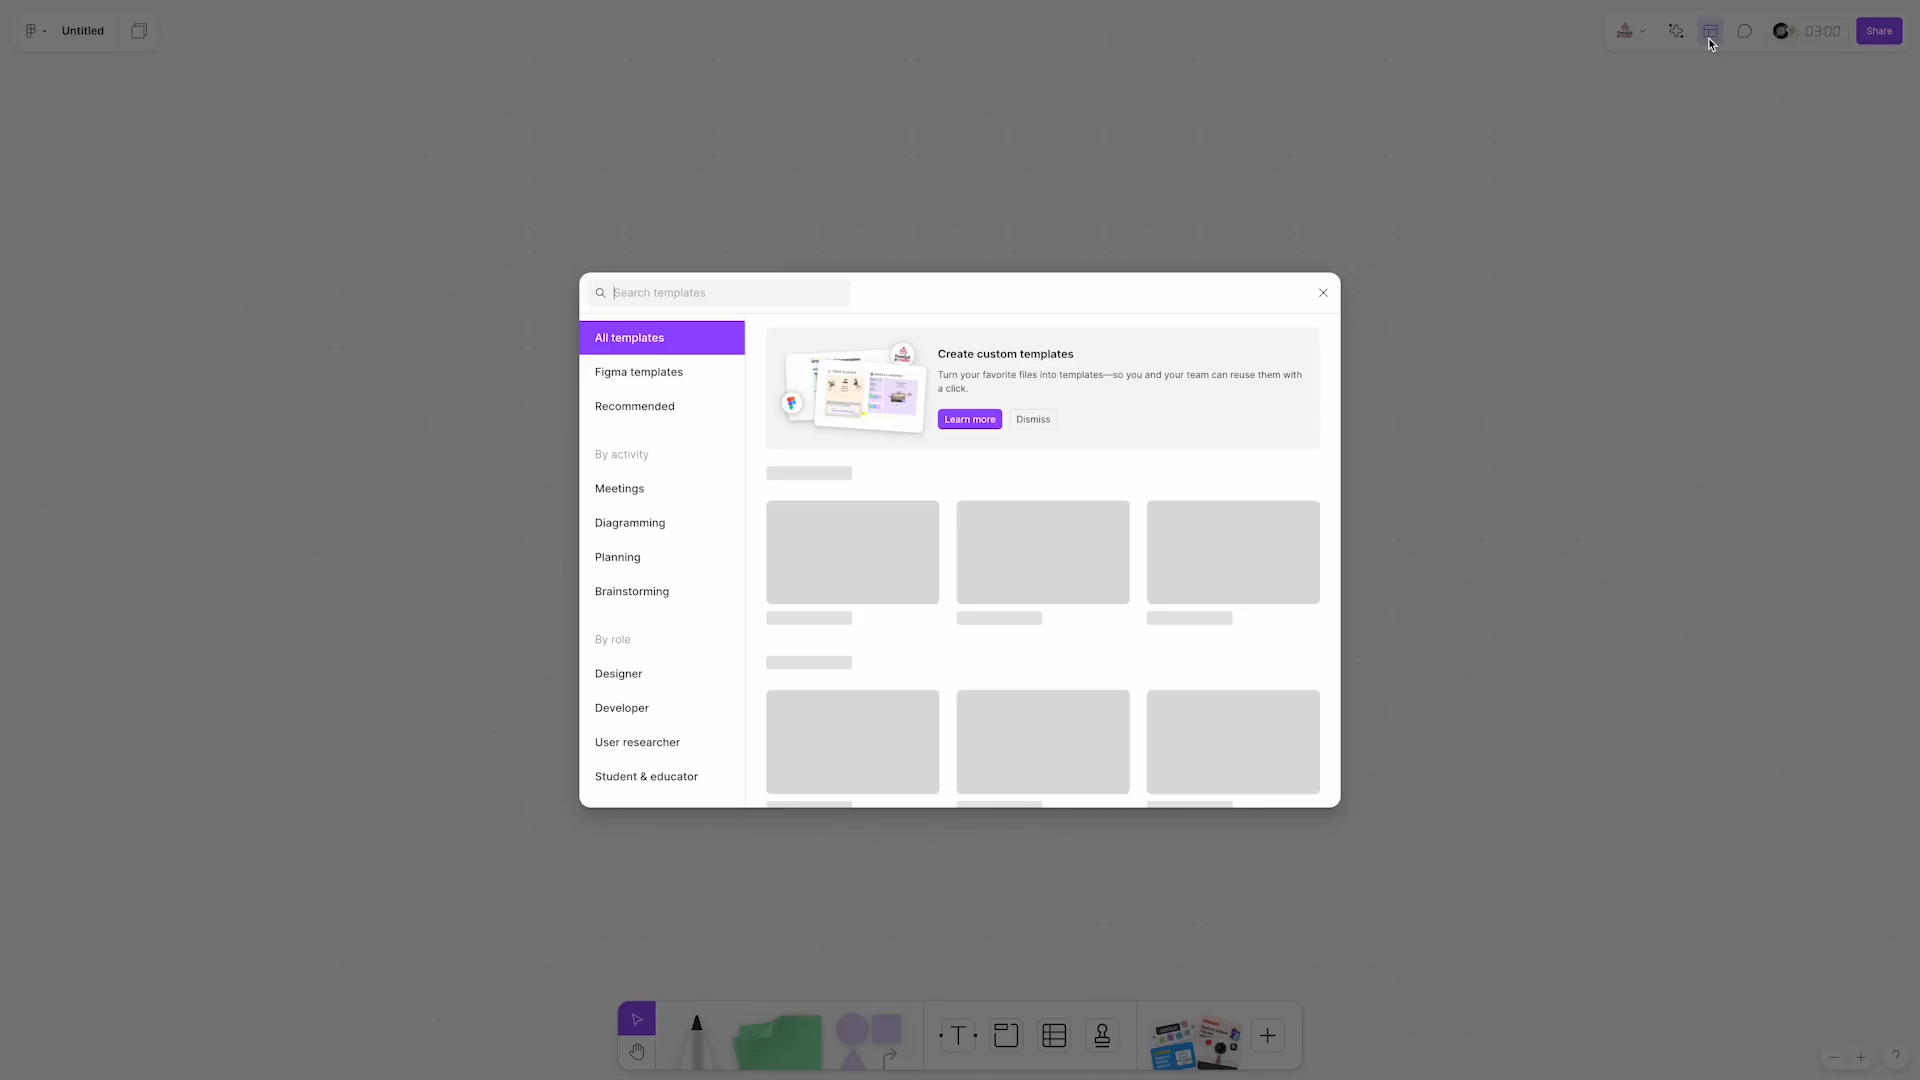 Untitled
03:00
Share
Search templates
All templates
Figma templates
Recommended
By activity
Meetings
Diagramming
Planning
Brainstorming
By role
Designer
Developer
User researcher
Student & educator
Create custom templates
Turn your favorite files into templates—so you and your team can reuse them with
a click.
Learn more
Dismiss
T
?